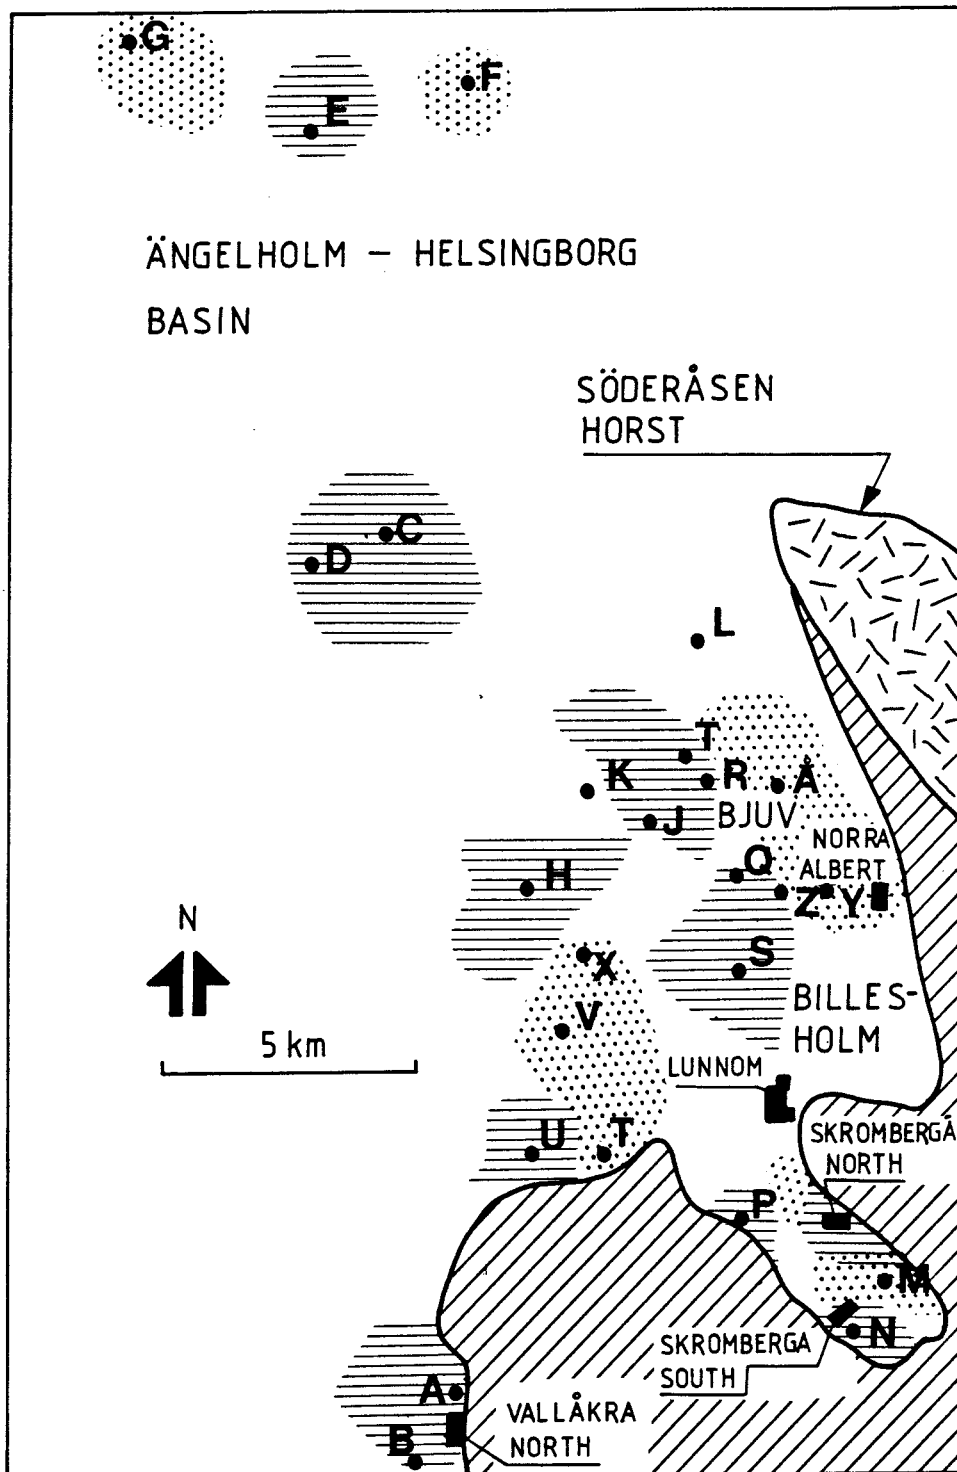 G
F
E
ÄNGELHOLM – HELSINGBORG
BASIN
SÖDERÅSEN
HORST
C
D
L
T
K
R
Å
BJUV
J
NORRA
ALBERT
Q
H
Z
Y
N
X
S
BILLES-
HOLM
V
5 km
LUNNOM
U
T
SKROMBERGA
NORTH
P
M
N
SKROMBERGA
SOUTH
A
VALLÅKRA
NORTH
B